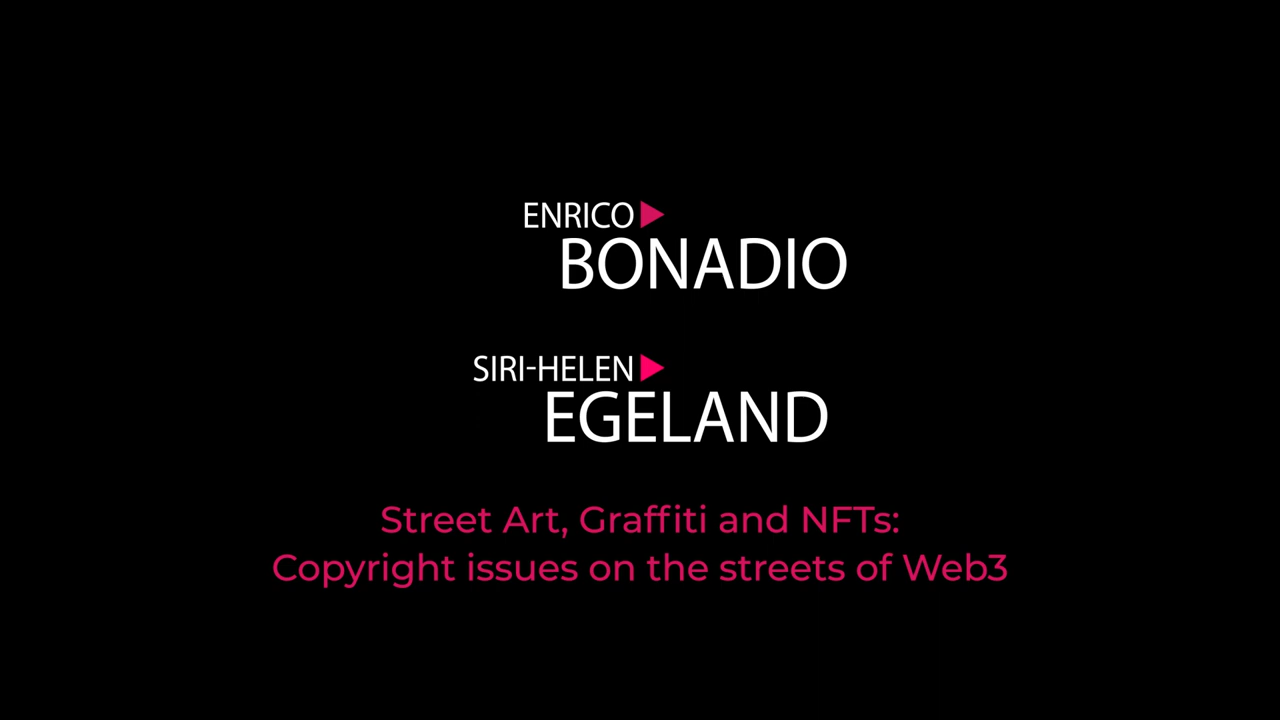 ENRICO
BONADIO
SIRI-HELEN
EGELAND
Street Art, Graffiti and NFTs:
Copyright issues on the streets of Web3